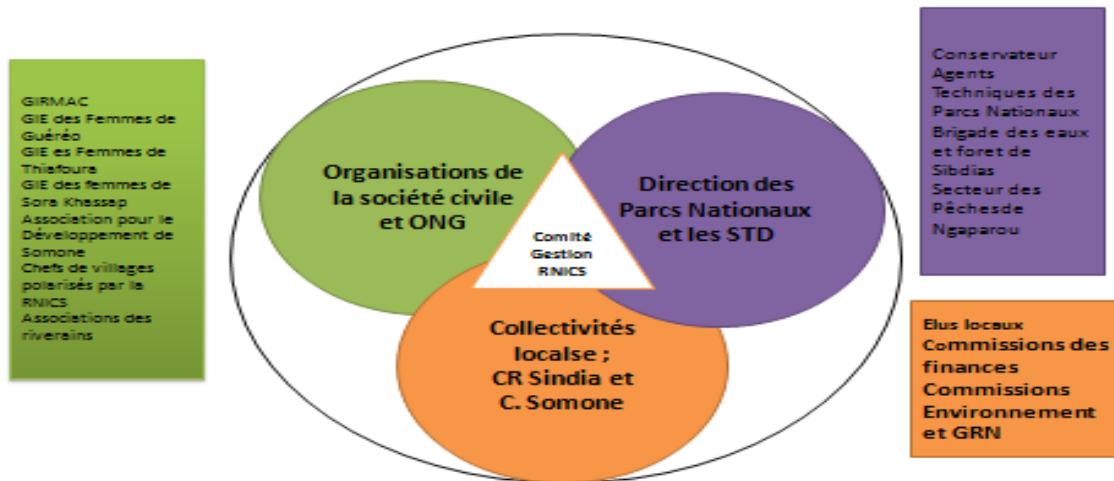 GIRMAC
GIE des Femmes de
Guéréo
GIE es Femmes de
Thiafoura
GIE des femmes de
Sora Khassap
Association pour le
Développement de
Somone
Chefs de villages
polarisés par la
RNICS
Associations des
riverains
Organisations de
la société civile
et ONG
Direction des
Parcs Nationaux
et les STD
Comité
Gestion
RNICS
Collectivités
localse ;
CR Sindia et
C. Somone
Conservateur
Agents
Techniques des
Parcs Nationaux
Brigade des eaux
et foret de
Sibdias
Secteur des
Pêchesde
Ngaparou
Elus locaux
Commissions des
finances
Commissions
Environnement
et GRN